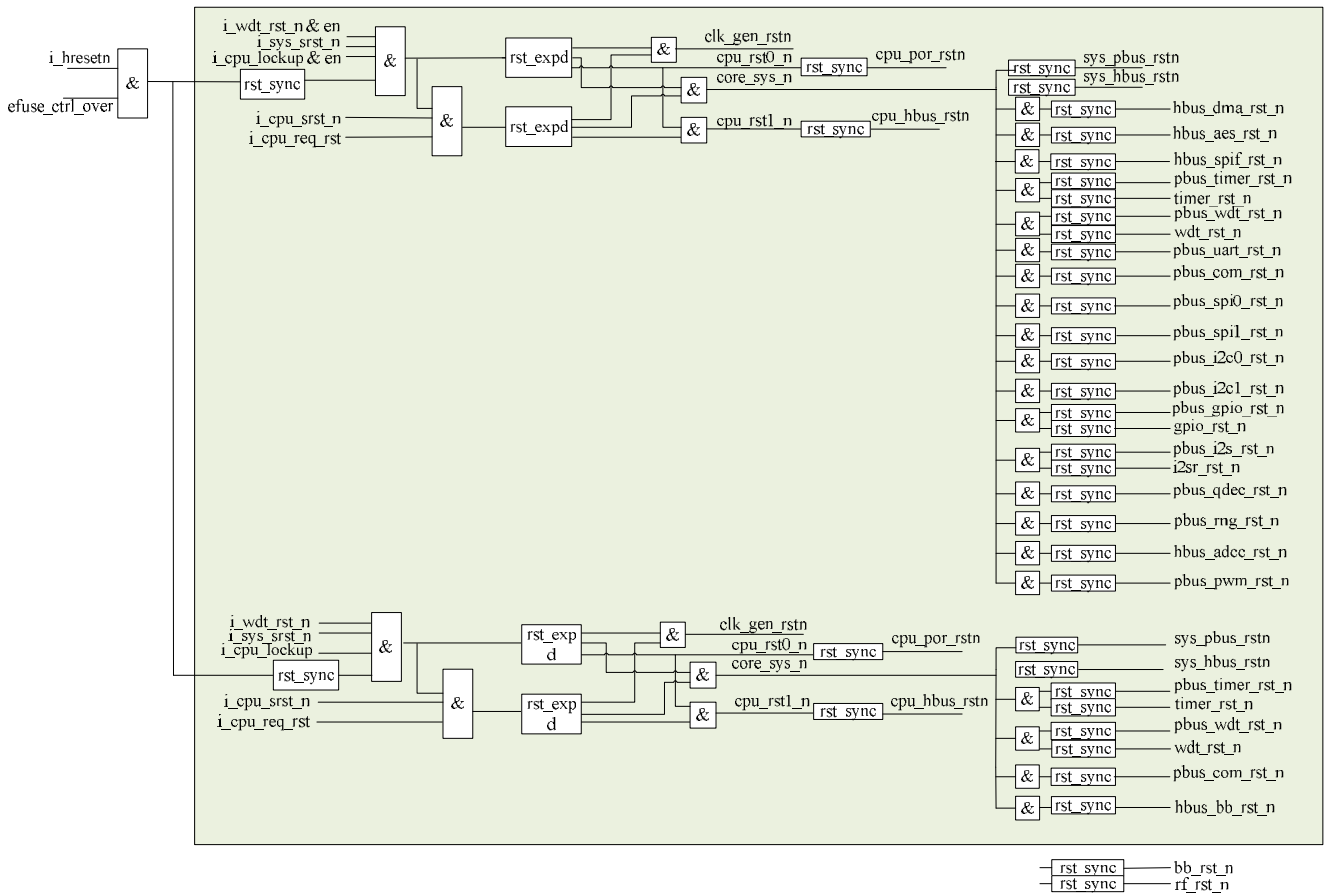 i_wdt_rst_n & en
i_sys_srst_n
i_cpu_lockup & en
i_hresetn
efuse_ctrl_over
&
rst_sync
&
i_cpu_srst_n
i_cpu_req_rst
&
rst_expd
rst_expd
&
clk_gen_rstn
cpu_rst0_n
rst_sync
cpu_por_rstn
&
core_sys_n
&
cpu_rst1_n
rst_sync
cpu_hbus_rstn
rst_sync sys_pbus_rstn
rst_sync sys_hbus_rstn
& rst_sync hbus_dma_rst_n
& rst_sync hbus_aes_rst_n
& rst_sync hbus_spif_rst_n
& rst_sync pbus_timer_rst_n
rst_sync timer_rst_n
& rst_sync pbus_wdt_rst_n
rst_sync wdt_rst_n
& rst_sync pbus_uart_rst_n
& rst_sync pbus_com_rst_n
& rst_sync pbus_spi0_rst_n
& rst_sync pbus_spi1_rst_n
& rst_sync pbus_i2c0_rst_n
& rst_sync pbus_i2c1_rst_n
& rst_sync pbus_gpio_rst_n
rst_sync gpio_rst_n
& rst_sync pbus_i2s_rst_n
rst_sync i2sr_rst_n
& rst_sync pbus_qdec_rst_n
& rst_sync pbus_rng_rst_n
& rst_sync hbus_adcc_rst_n
& rst_sync pbus_pwm_rst_n
i_wdt_rst_n
i_sys_srst_n
i_cpu_lockup
rst_sync
&
i_cpu_srst_n
i_cpu_req_rst
&
rst_exp
d
rst_exp
d
&
clk_gen_rstn
cpu_rst0_n
rst_sync
cpu_por_rstn
&
core_sys_n
&
cpu_rst1_n
rst_sync
cpu_hbus_rstn
rst_sync sys_pbus_rstn
rst_sync sys_hbus_rstn
& rst_sync pbus_timer_rst_n
rst_sync timer_rst_n
& rst_sync pbus_wdt_rst_n
rst_sync wdt_rst_n
& rst_sync pbus_com_rst_n
& rst_sync hbus_bb_rst_n
rst_sync bb_rst_n
rst_sync rf_rst_n